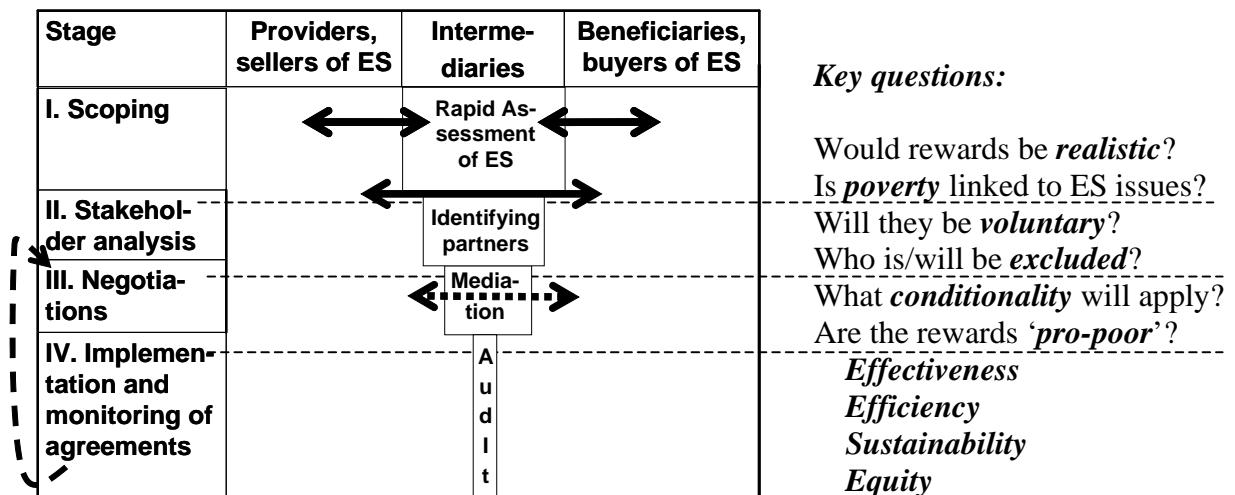 Stage
Providers,
sellers of ES
Interme-
diaries
Beneficiaries,
buyers of ES
Key questions:
I. Scoping
Rapid As-
sessment
of ES
Would rewards be realistic?
Is poverty linked to ES issues?
II. Stakehol-
der analysis
Identifying
partners
Will they be voluntary?
Who is/will be excluded?
III. Negotia-
tions
Media-
tion
What conditionality will apply?
Are the rewards ‘pro-poor’?
IV. Implemen-
tation and
monitoring of
agreements
A
u
d
I
t
Effectiveness
Efficiency
Sustainability
Equity